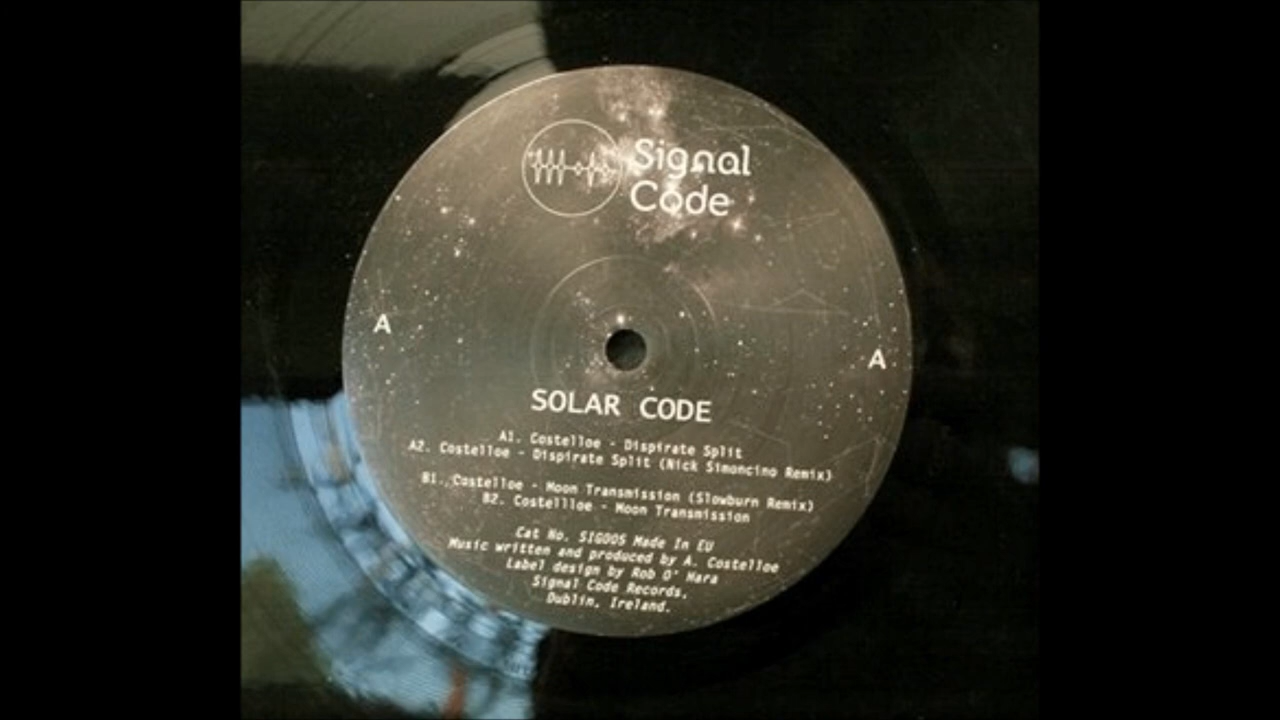 Signal
Code
A
A
SOLAR CODE
A1. Costelloe - Dispirate Split
A2. Costelloe - Dispirate Split (Nick Simoncino Remix)
B1. Costelloe - Moon Transmission (Slowburn Remix)
B2. Costellloe - Moon Transmission
Cat No. SIG005 Made In EU
Music written and produced by A. Costelloe
Label design by Rob O' Mara
Signal Code Records,
Dublin, Ireland.